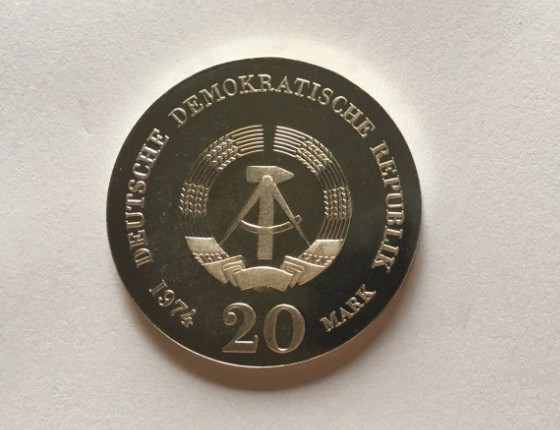 DEUTSCHE DEMOKRATISCHE REPUBLIK
1974
20
MARK